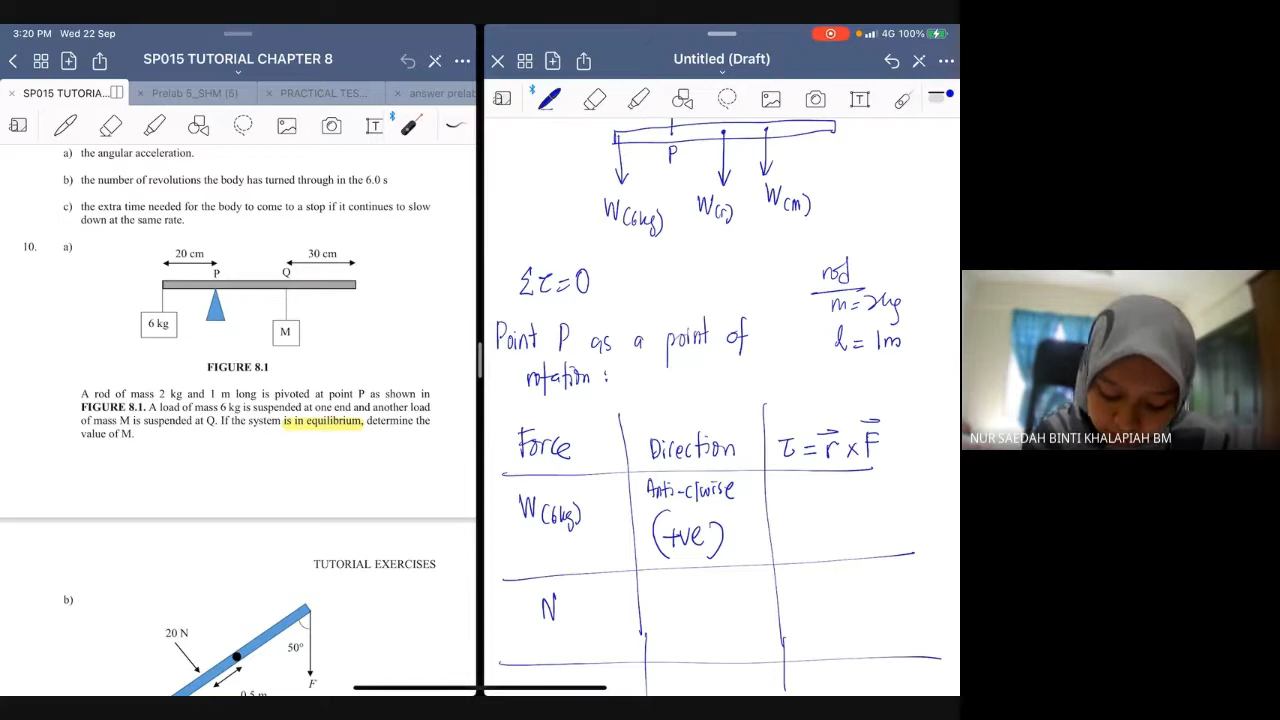 3:20 PM Wed 22 Sep
4G 100%
SP015 TUTORIAL CHAPTER 8
Untitled (Draft)
SP015 TUTORIA...
Prelab 5_SHM (5)
PRACTICAL TES...
answer prelab
a) the angular acceleration.
b) the number of revolutions the body has turned through in the 6.0 s
c) the extra time needed for the body to come to a stop if it continues to slow
down at the same rate.
10. a)
20 cm
30 cm
P
Q
6 kg
M
FIGURE 8.1
A rod of mass 2 kg and 1 m long is pivoted at point P as shown in
FIGURE 8.1. A load of mass 6 kg is suspended at one end and another load
of mass M is suspended at Q. If the system is in equilibrium, determine the
value of M.
TUTORIAL EXERCISES
b)
20 N
50°
F
0.5 m
P
W(6kg)
W(r)
W(m)
Στ=0
rod
m=2kg
l=1m
Point P as a point of
rotation :
Force
Direction
τ = r⃗ × F⃗
W(6kg)
Anti-c/wise
(+ve)
N
NUR SAEDAH BINTI KHALAPIAH BM